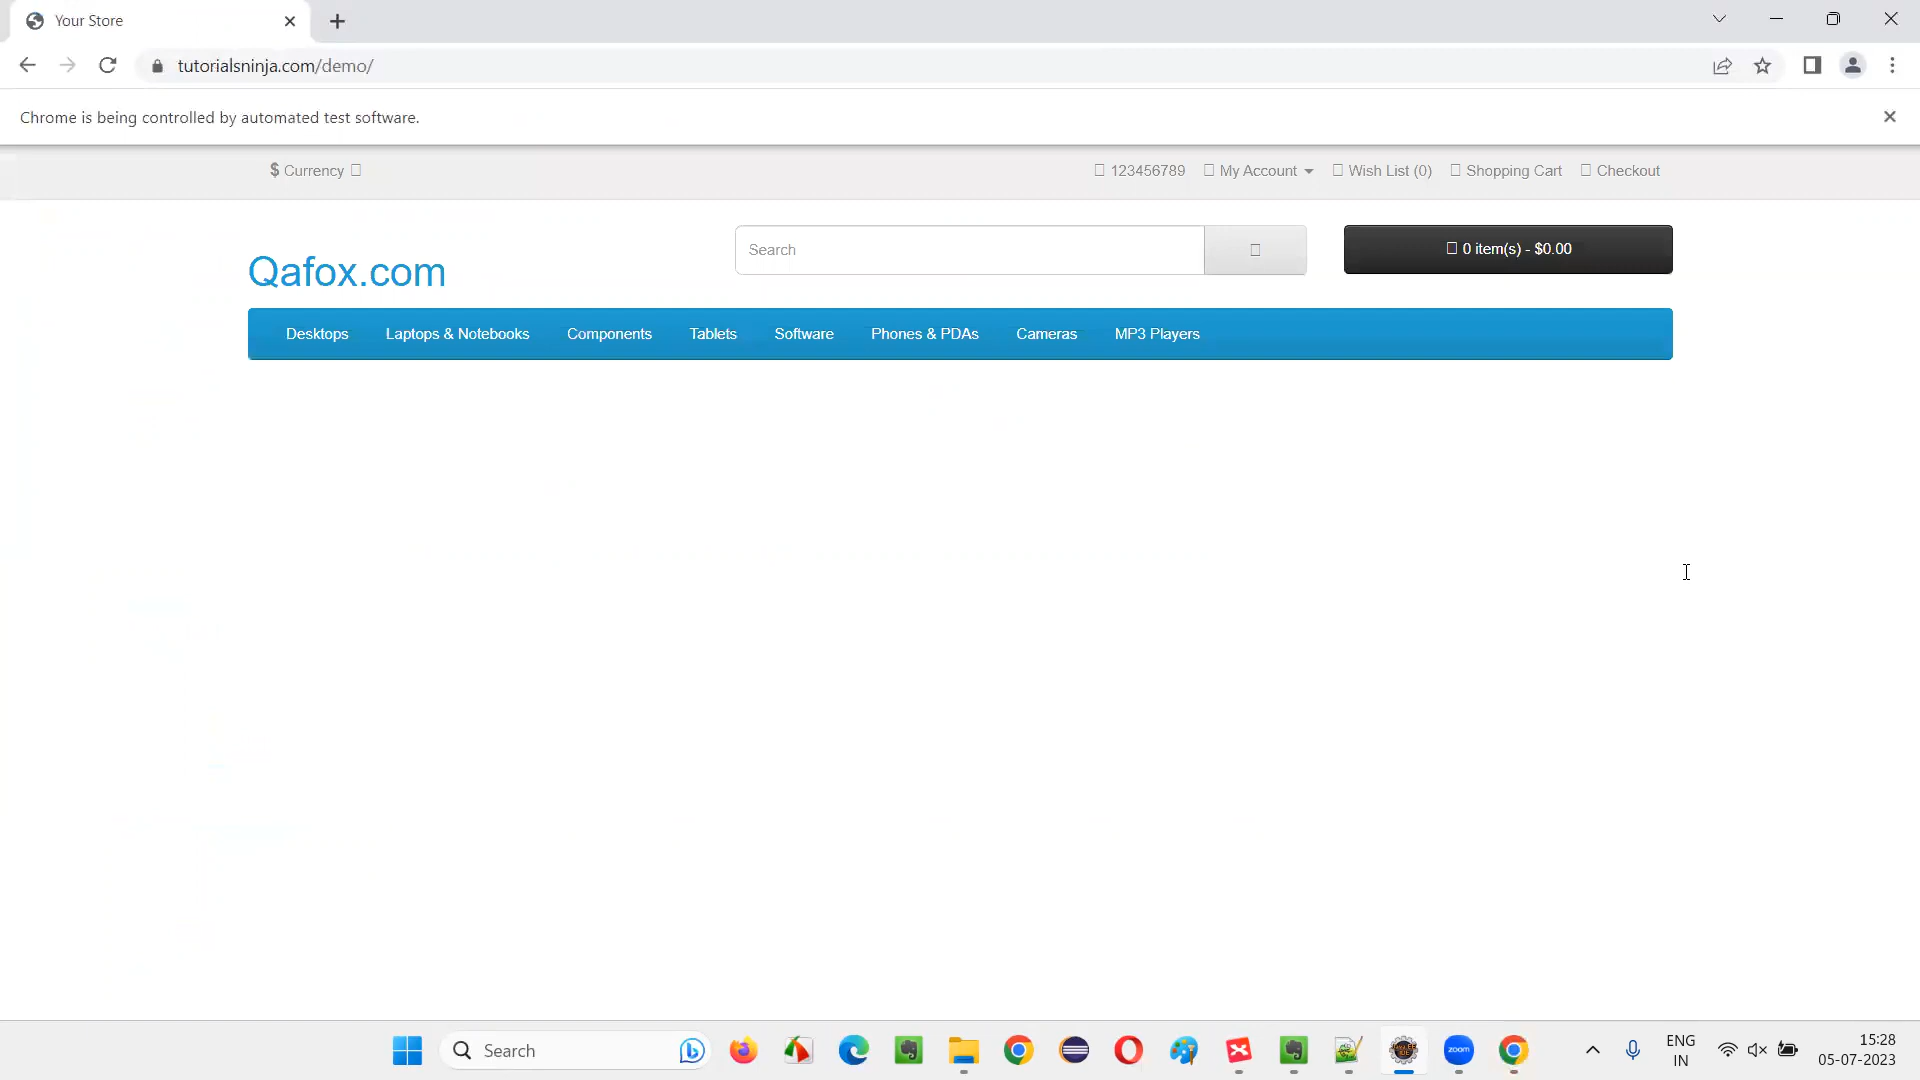 Your Store
tutorialsninja.com/demo/
Chrome is being controlled by automated test software.
$ Currency
123456789 My Account Wish List (0) Shopping Cart Checkout
Qafox.com
Search
0 item(s) - $0.00
Desktops Laptops & Notebooks Components Tablets Software Phones & PDAs Cameras MP3 Players
Search
zoom
ENG
IN
15:28
05-07-2023